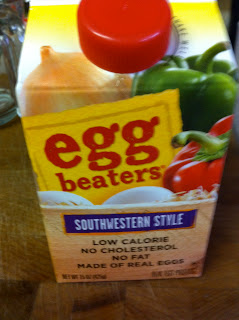 egg
beaters
SOUTHWESTERN STYLE
LOW CALORIE
NO CHOLESTEROL
NO FAT
MADE OF REAL EGGS